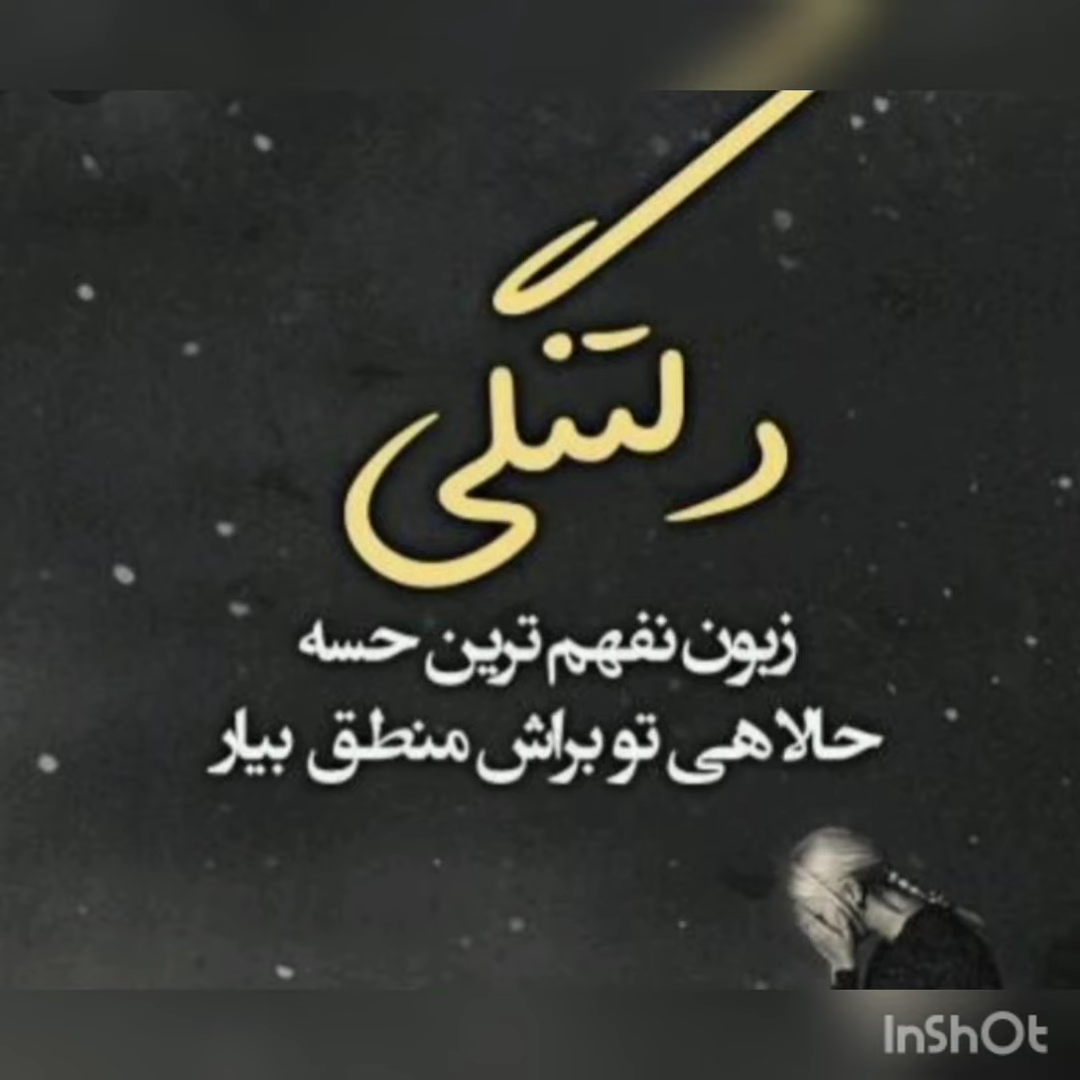 دلتنگی
زبون نفهم ترین حسه
حالا هی تو براش منطق بیار
InShOt